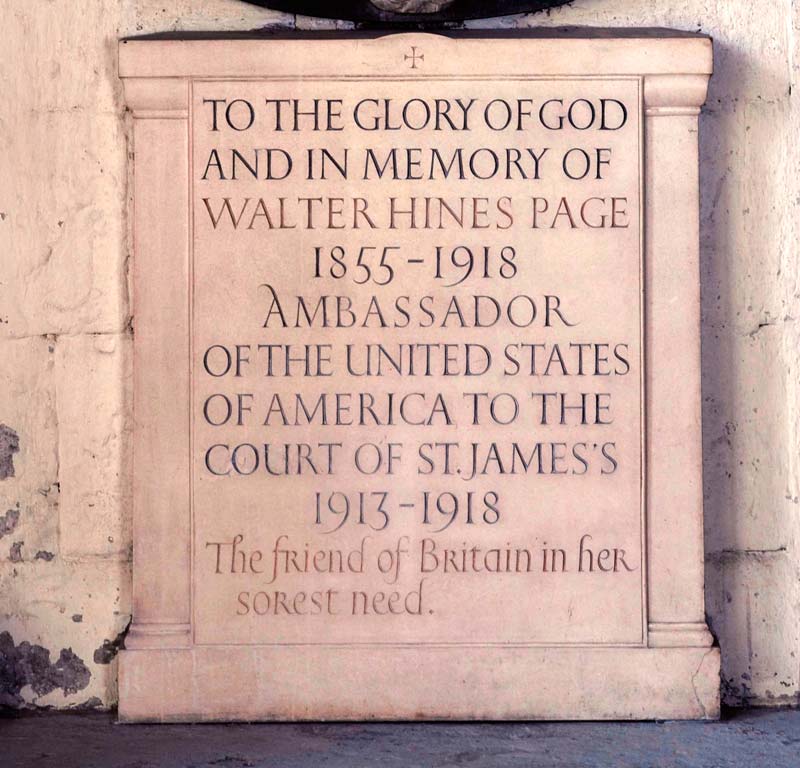 TO THE GLORY OF GOD
AND IN MEMORY OF
WALTER HINES PAGE
1855-1918
AMBASSADOR
OF THE UNITED STATES
OF AMERICA TO THE
COURT OF ST. JAMES'S
1913-1918
The friend of Britain in her
sorest need.